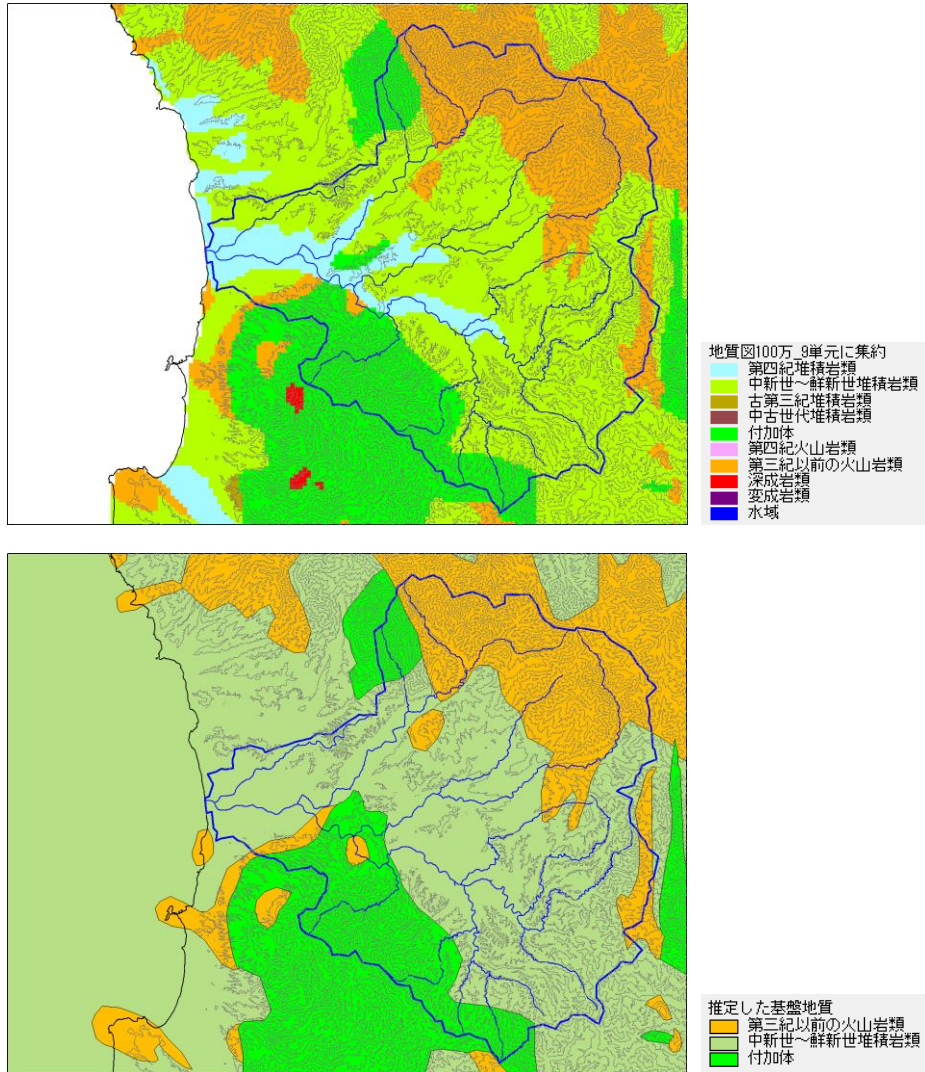 地質図100万_9単元に集約
第四紀堆積岩類
中新世～鮮新世堆積岩類
古第三紀堆積岩類
中古世代堆積岩類
付加体
第四紀火山岩類
第三紀以前の火山岩類
深成岩類
変成岩類
水域
推定した基盤地質
第三紀以前の火山岩類
中新世～鮮新世堆積岩類
付加体